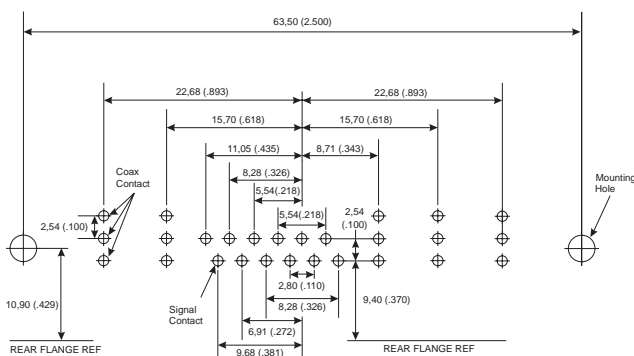 63,50 (2.500)
22,68 (.893)
22,68 (.893)
15,70 (.618)
15,70 (.618)
11,05 (.435)
8,71 (.343)
8,28 (.326)
Coax
Contact
Mounting
Hole
5,54(.218)
5,54(.218)
2,54
(.100)
2,54 (.100)
Signal
Contact
2,80 (.110)
8,28 (.326)
10,90 (.429)
9,40 (.370)
6,91 (.272)
REAR FLANGE REF
REAR FLANGE REF
9,68 (.381)